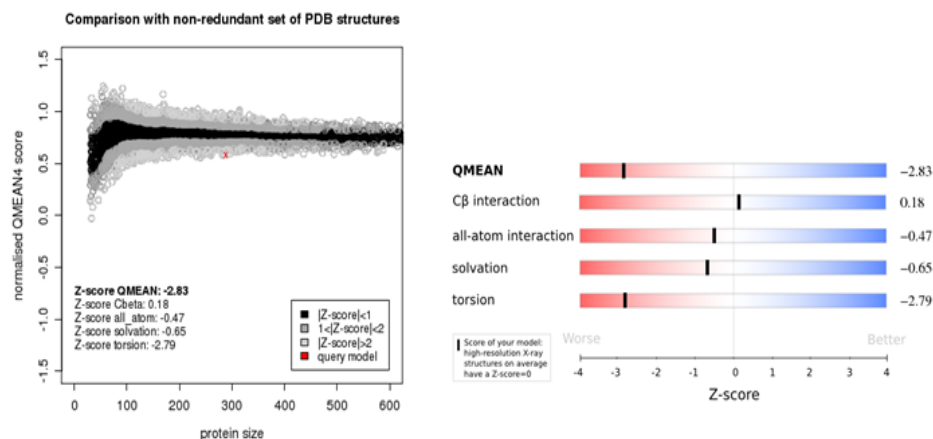 Comparison with non-redundant set of PDB structures
normalised QMEAN4 score
1.5
1.0
0.5
0.0
-0.5
-1.0
-1.5
x
Z-score QMEAN: -2.83
Z-score Cbeta: 0.18
Z-score all_atom: -0.47
Z-score solvation: -0.65
Z-score torsion: -2.79
|Z-score|<1
1<|Z-score|<2
|Z-score|>2
query model
0 100 200 300 400 500 600
protein size
QMEAN −2.83
Cβ interaction 0.18
all-atom interaction −0.47
solvation −0.65
torsion −2.79
Worse Better
Score of your model:
high-resolution X-ray
structures on average
have a Z-score=0
-4 -3 -2 -1 0 1 2 3 4
Z-score